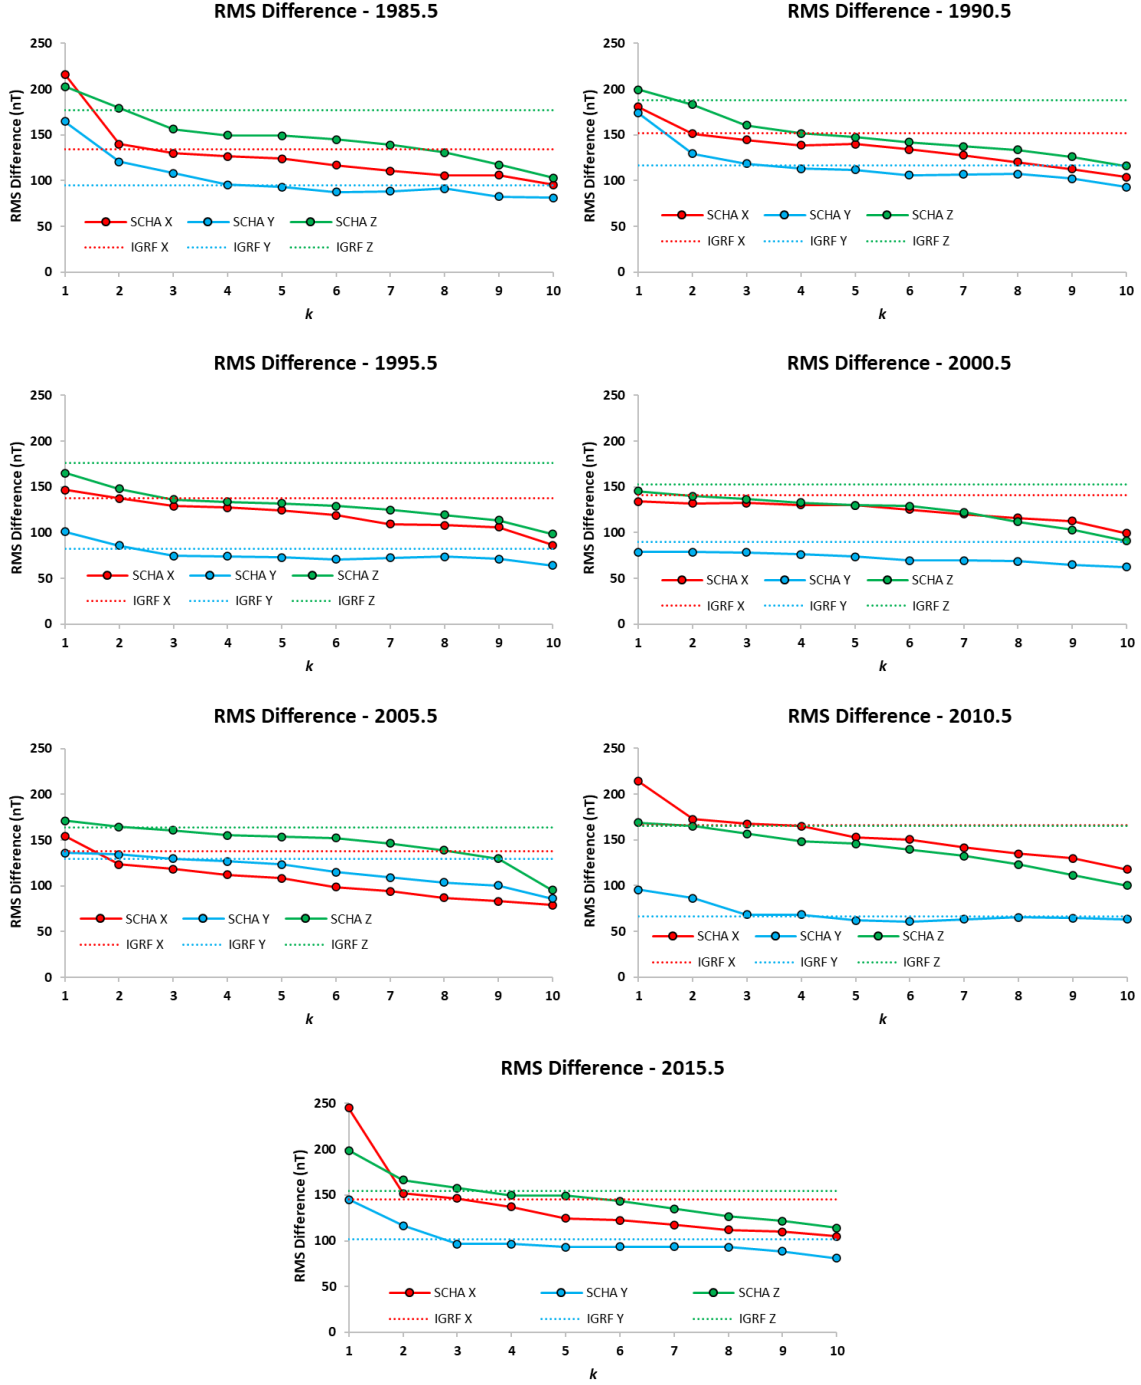 RMS Difference - 1985.5
RMS Difference (nT)
250
200
150
100
50
0
SCHA X SCHA Y SCHA Z
IGRF X IGRF Y IGRF Z
1 2 3 4 5 6 7 8 9 10
k
RMS Difference - 1990.5
RMS Difference (nT)
250
200
150
100
50
0
SCHA X SCHA Y SCHA Z
IGRF X IGRF Y IGRF Z
1 2 3 4 5 6 7 8 9 10
k
RMS Difference - 1995.5
RMS Difference (nT)
250
200
150
100
50
0
SCHA X SCHA Y SCHA Z
IGRF X IGRF Y IGRF Z
1 2 3 4 5 6 7 8 9 10
k
RMS Difference - 2000.5
RMS Difference (nT)
250
200
150
100
50
0
SCHA X SCHA Y SCHA Z
IGRF X IGRF Y IGRF Z
1 2 3 4 5 6 7 8 9 10
k
RMS Difference - 2005.5
RMS Difference (nT)
250
200
150
100
50
0
SCHA X SCHA Y SCHA Z
IGRF X IGRF Y IGRF Z
1 2 3 4 5 6 7 8 9 10
k
RMS Difference - 2010.5
RMS Difference (nT)
250
200
150
100
50
0
SCHA X SCHA Y SCHA Z
IGRF X IGRF Y IGRF Z
1 2 3 4 5 6 7 8 9 10
k
RMS Difference - 2015.5
RMS Difference (nT)
250
200
150
100
50
0
SCHA X SCHA Y SCHA Z
IGRF X IGRF Y IGRF Z
1 2 3 4 5 6 7 8 9 10
k